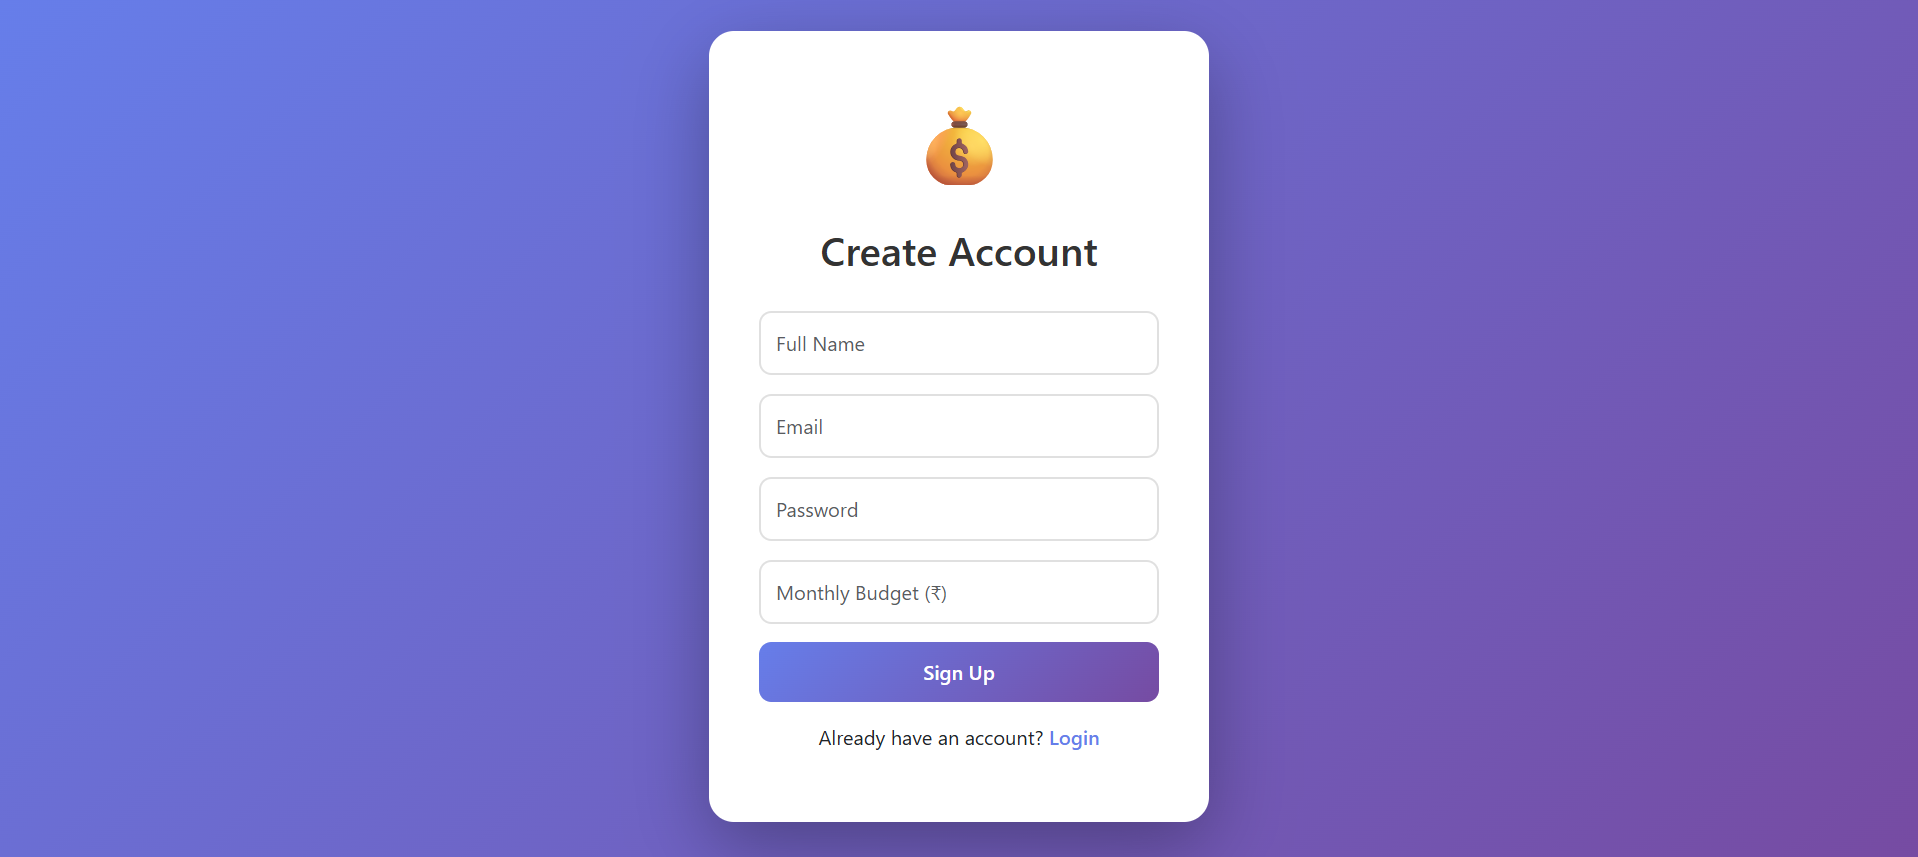 $
Create Account
Full Name
Email
Password
Monthly Budget (₹)
Sign Up
Already have an account? Login